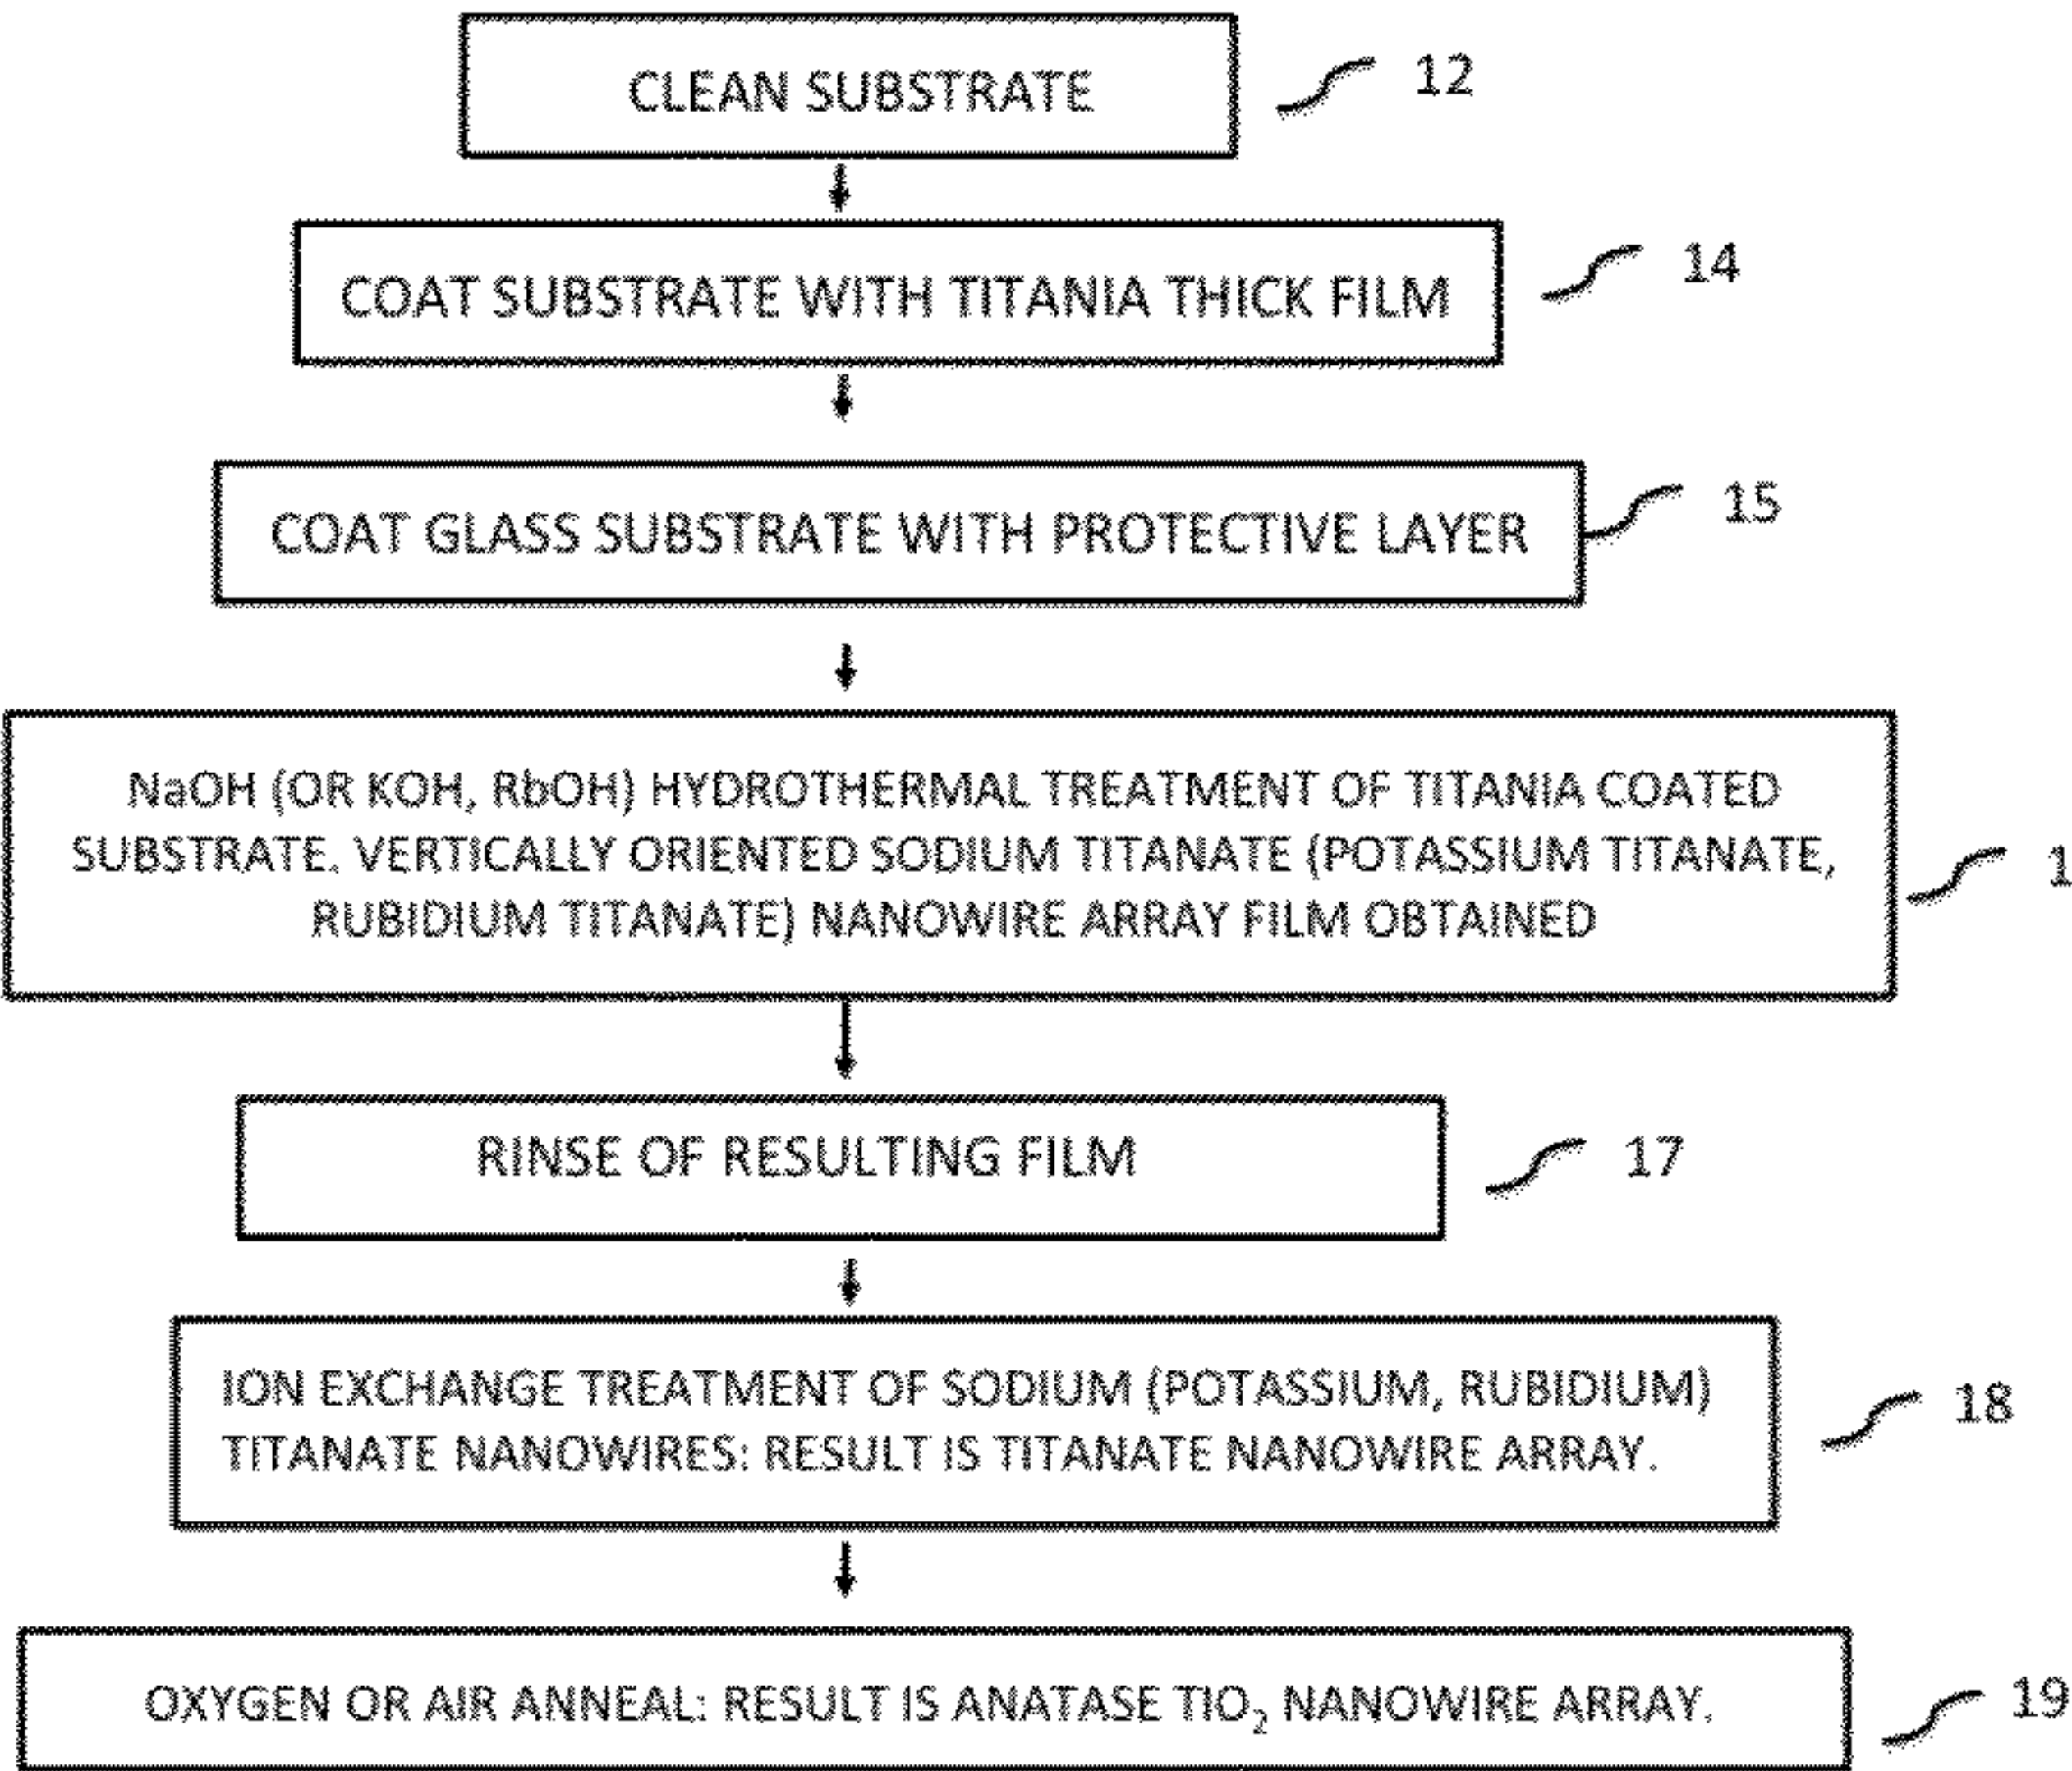 CLEAN SUBSTRATE
12
COAT SUBSTRATE WITH TITANIA THICK FILM
14
COAT GLASS SUBSTRATE WITH PROTECTIVE LAYER
15
NaOH (OR KOH, RbOH) HYDROTHERMAL TREATMENT OF TITANIA COATED
SUBSTRATE. VERTICALLY ORIENTED SODIUM TITANATE (POTASSIUM TITANATE,
RUBIDIUM TITANATE) NANOWIRE ARRAY FILM OBTAINED
1
RINSE OF RESULTING FILM
17
ION EXCHANGE TREATMENT OF SODIUM (POTASSIUM, RUBIDIUM)
TITANATE NANOWIRES: RESULT IS TITANATE NANOWIRE ARRAY.
18
OXYGEN OR AIR ANNEAL: RESULT IS ANATASE TIO₂ NANOWIRE ARRAY.
19